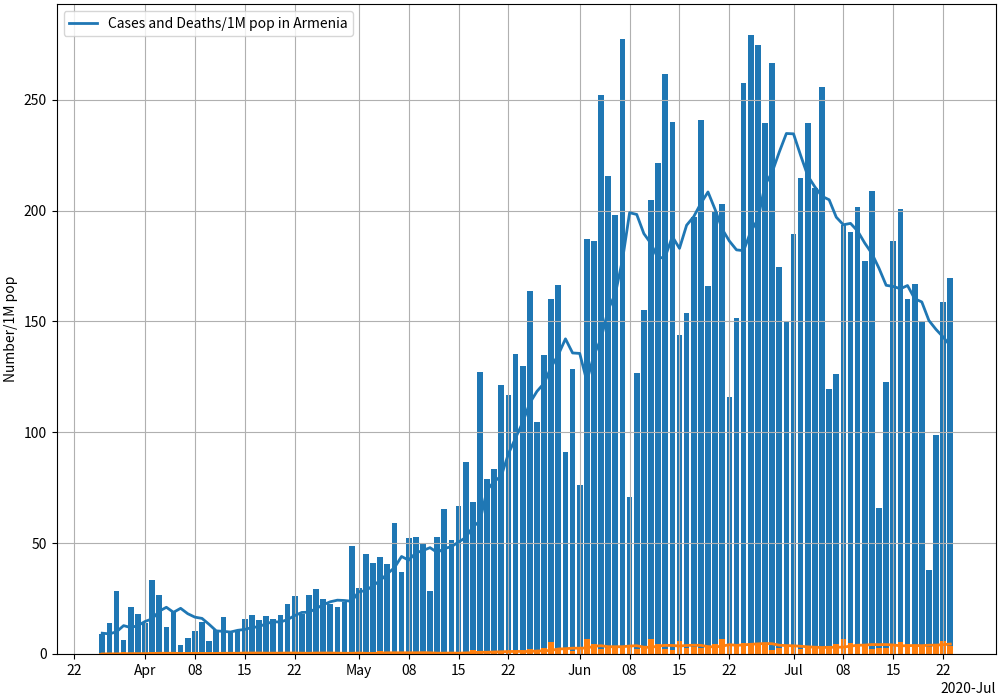 Cases and Deaths/1M pop in Armenia
Number/1M pop
250
200
150
100
50
0
22 Apr 08 15 22 May 08 15 22 Jun 08 15 22 Jul 08 15 22
2020-Jul